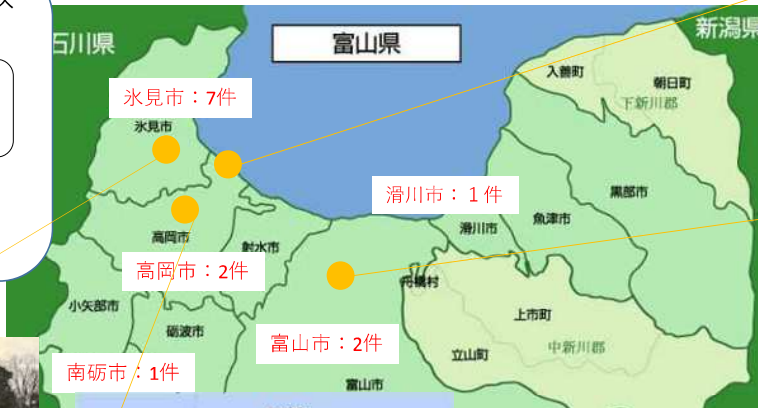 ス
石川県
富山県
新潟県
入善町
朝日町
下新川郡
氷見市：7件
氷見市
黒部市
滑川市：１件
魚津市
滑川市
高岡市
射水市
高岡市：2件
舟橋村
小矢部市
上市町
砺波市
富山市：2件
中新川郡
立山町
南砺市：1件
富山市